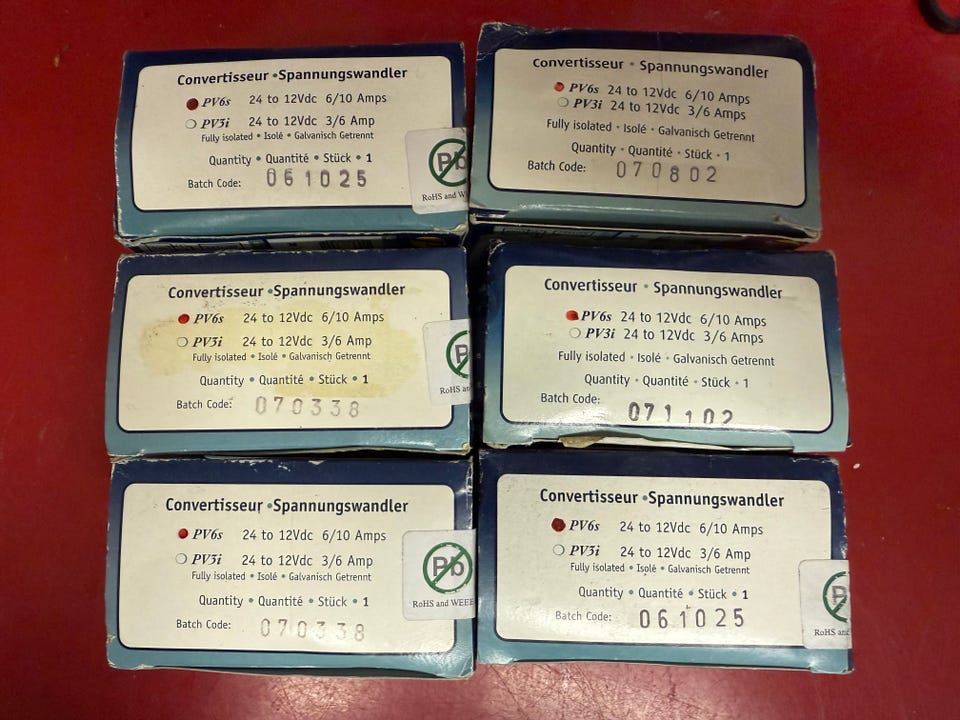 Convertisseur •Spannungswandler
PV6s 24 to 12Vdc 6/10 Amps
PV3i 24 to 12Vdc 3/6 Amp
Fully isolated • Isolé • Galvanisch Getrennt
Quantity • Quantité • Stück • 1
Batch Code: 061025
Pb
RoHS and
Convertisseur • Spannungswandler
PV6s 24 to 12Vdc 6/10 Amps
PV3i 24 to 12Vdc 3/6 Amps
Fully isolated · Isolé · Galvanisch Getrennt
Quantity · Quantité · Stück · 1
Batch Code: 070802
Convertisseur •Spannungswandler
PV6s 24 to 12Vdc 6/10 Amps
PV3i 24 to 12Vdc 3/6 Amp
Fully isolated • Isolé • Galvanisch Getrennt
Quantity • Quantité • Stück • 1
Batch Code: 070338
RoHS and
Convertisseur • Spannungswandler
PV6s 24 to 12Vdc 6/10 Amps
PV3i 24 to 12Vdc 3/6 Amps
Fully isolated · Isolé · Galvanisch Getrennt
Quantity · Quantité · Stück · 1
Batch Code: 071102
Convertisseur •Spannungswandler
PV6s 24 to 12Vdc 6/10 Amps
PV3i 24 to 12Vdc 3/6 Amp
Fully isolated • Isolé • Galvanisch Getrennt
Quantity • Quantité • Stück • 1
Batch Code: 070338
Pb
RoHS and WEEE
Convertisseur •Spannungswandler
PV6s 24 to 12Vdc 6/10 Amps
PV3i 24 to 12Vdc 3/6 Amp
Fully isolated • Isolé • Galvanisch Getrennt
Quantity • Quantité • Stück • 1
Batch Code: 061025
RoHS and